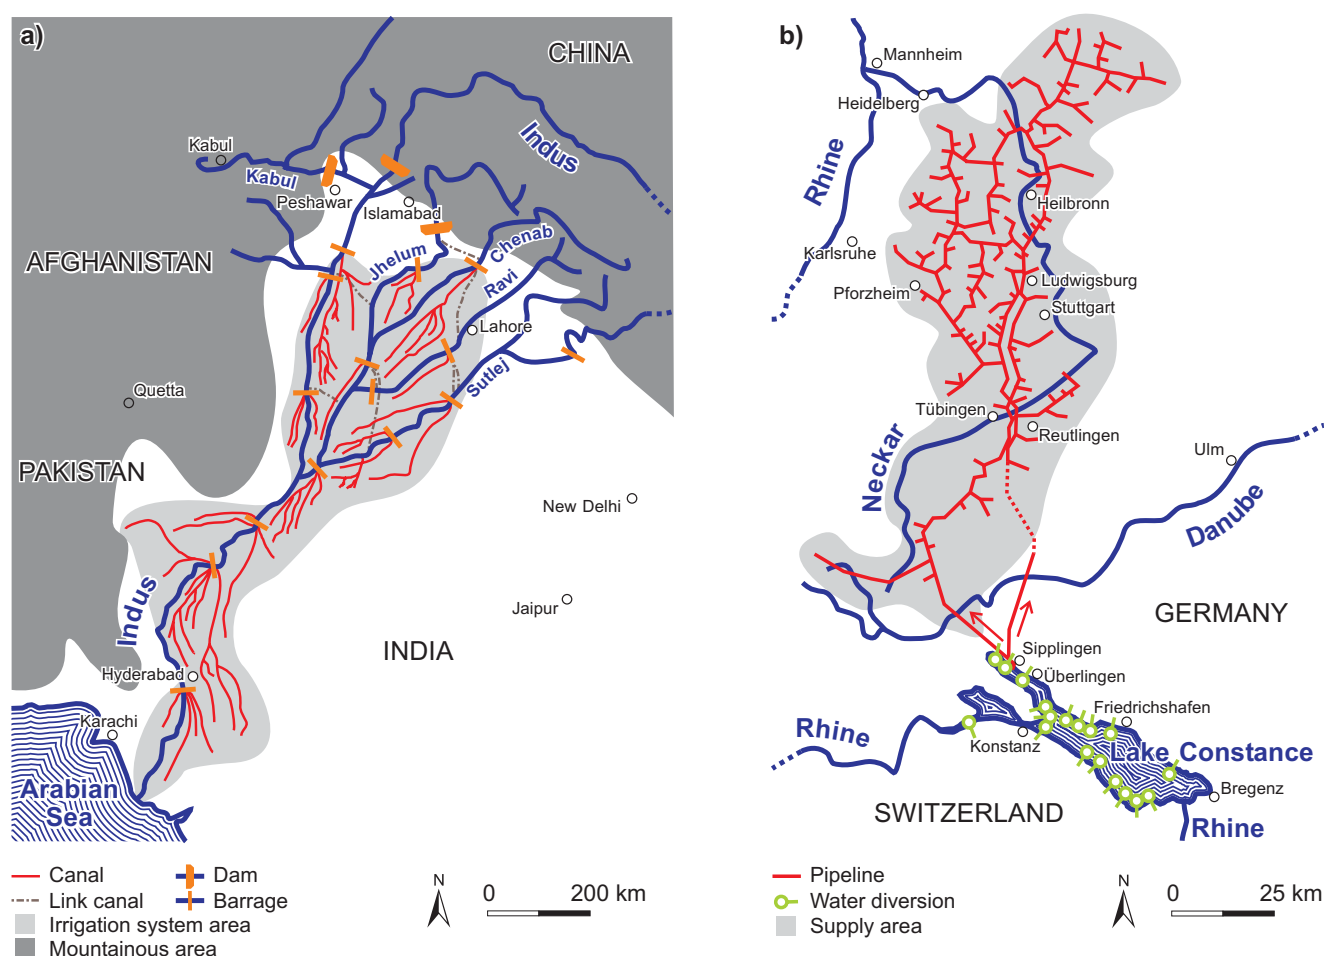 a)
CHINA
Indus
Kabul
Kabul
Peshawar
Islamabad
AFGHANISTAN
Jhelum
Chenab
Ravi
Lahore
Sutlej
Quetta
PAKISTAN
New Delhi
Jaipur
INDIA
Indus
Hyderabad
Karachi
Arabian
Sea
Canal
Link canal
Irrigation system area
Mountainous area
Dam
Barrage
N
0 200 km
b)
Mannheim
Heidelberg
Rhine
Heilbronn
Karlsruhe
Pforzheim
Ludwigsburg
Stuttgart
Tübingen
Reutlingen
Neckar
Ulm
Danube
GERMANY
Sipplingen
Überlingen
Friedrichshafen
Rhine
Konstanz
Lake Constance
Bregenz
SWITZERLAND
Rhine
Pipeline
Water diversion
Supply area
N
0 25 km